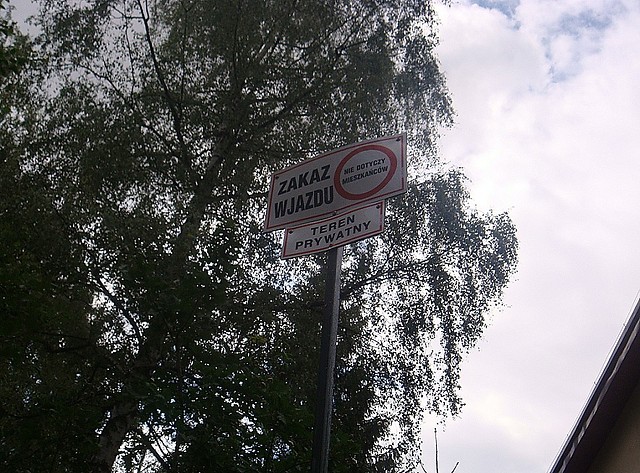 ZAKAZ
WJAZDU
NIE DOTYCZY
MIESZKAŃCÓW
TEREN
PRYWATNY